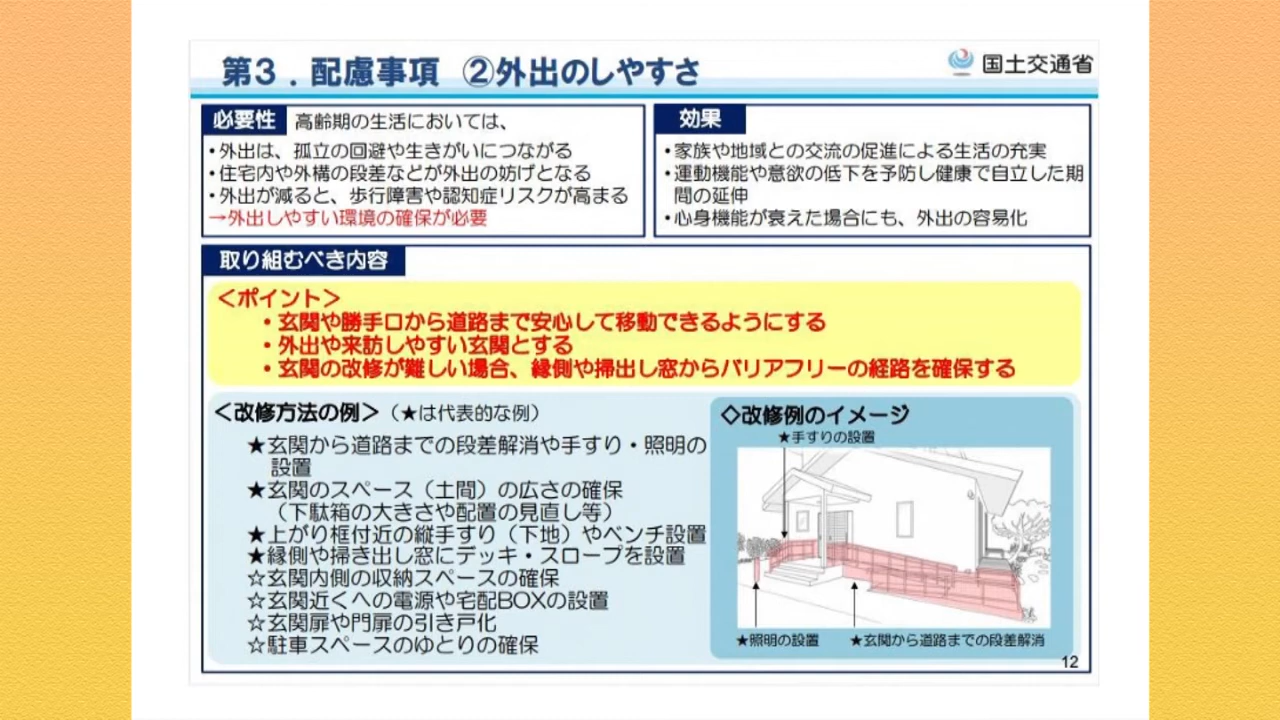 第3．配慮事項　②外出のしやすさ
国土交通省
必要性　高齢期の生活においては、
・外出は、孤立の回避や生きがいにつながる
・住宅内や外構の段差などが外出の妨げとなる
・外出が減ると、歩行障害や認知症リスクが高まる
→外出しやすい環境の確保が必要
効果
・家族や地域との交流の促進による生活の充実
・運動機能や意欲の低下を予防し健康で自立した期
間の延伸
・心身機能が衰えた場合にも、外出の容易化
取り組むべき内容
＜ポイント＞
・玄関や勝手口から道路まで安心して移動できるようにする
・外出や来訪しやすい玄関とする
・玄関の改修が難しい場合、縁側や掃出し窓からバリアフリーの経路を確保する
＜改修方法の例＞（★は代表的な例）
★玄関から道路までの段差解消や手すり・照明の
設置
★玄関のスペース（土間）の広さの確保
（下駄箱の大きさや配置の見直し等）
★上がり框付近の縦手すり（下地）やベンチ設置
★縁側や掃き出し窓にデッキ・スロープを設置
☆玄関内側の収納スペースの確保
☆玄関近くへの電源や宅配BOXの設置
☆玄関扉や門扉の引き戸化
☆駐車スペースのゆとりの確保
◇改修例のイメージ
★手すりの設置
★照明の設置
★玄関から道路までの段差解消
12